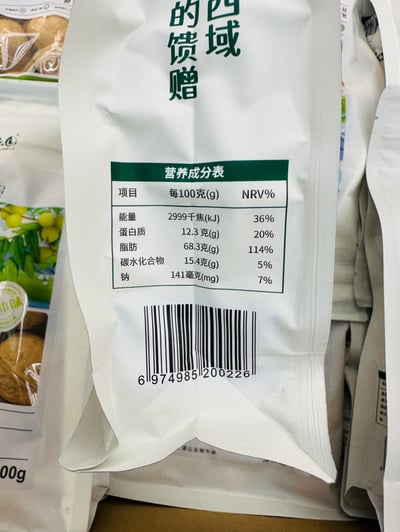 西域
的馈赠
营养成分表
项目 每100克(g) NRV%
能量 2999千焦(kJ) 36%
蛋白质 12.3克(g) 20%
脂肪 68.3克(g) 114%
碳水化合物 15.4克(g) 5%
钠 141毫克(mg) 7%
6 974985 200226
00g